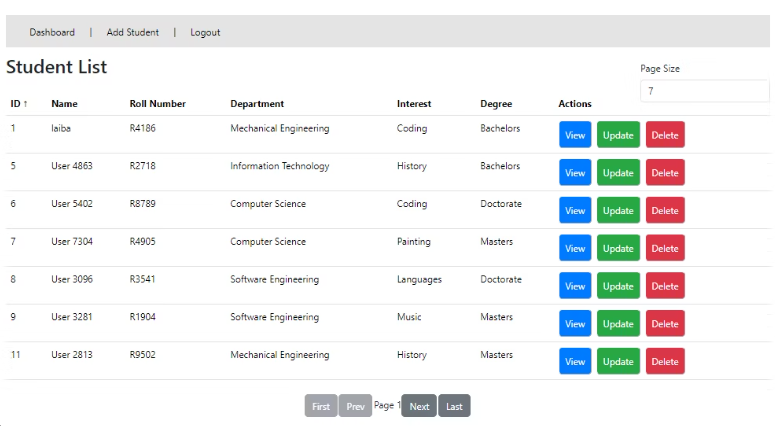 Dashboard | Add Student | Logout
Student List
Page Size
7
ID ↑ Name Roll Number Department Interest Degree Actions
1 laiba R4186 Mechanical Engineering Coding Bachelors View Update Delete
5 User 4863 R2718 Information Technology History Bachelors View Update Delete
6 User 5402 R8789 Computer Science Coding Doctorate View Update Delete
7 User 7304 R4905 Computer Science Painting Masters View Update Delete
8 User 3096 R3541 Software Engineering Languages Doctorate View Update Delete
9 User 3281 R1904 Software Engineering Music Masters View Update Delete
11 User 2813 R9502 Mechanical Engineering History Masters View Update Delete
First Prev Page 1 Next Last